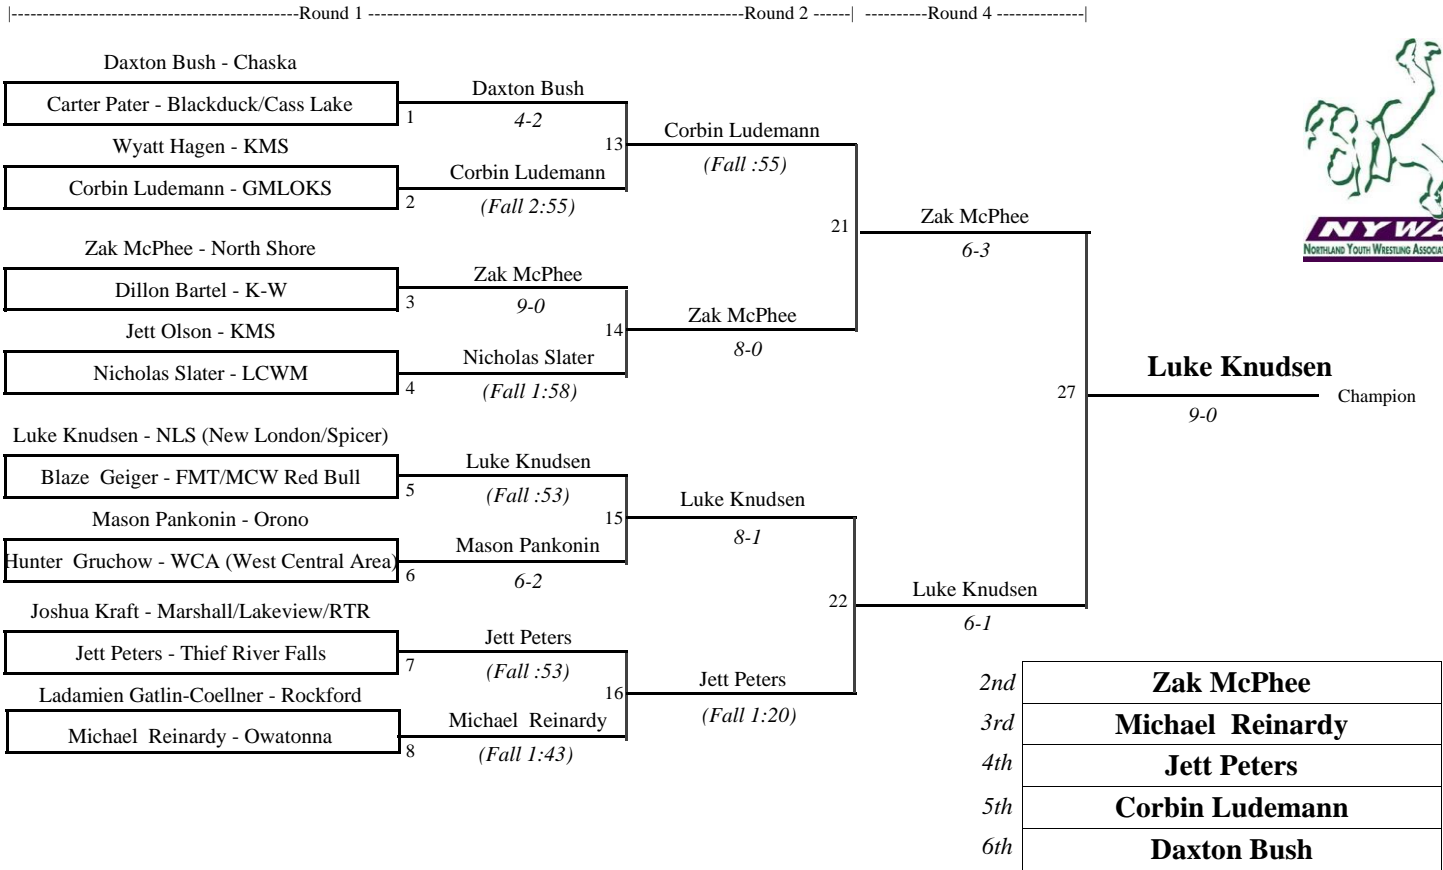 |----------------------------------------------Round 1 ------------------------------------------------------------Round 2 ------| ----------Round 4 --------------|
Daxton Bush - Chaska
Carter Pater - Blackduck/Cass Lake
1
Wyatt Hagen - KMS
Corbin Ludemann - GMLOKS
2
Zak McPhee - North Shore
Dillon Bartel - K-W
3
Jett Olson - KMS
Nicholas Slater - LCWM
4
Luke Knudsen - NLS (New London/Spicer)
Blaze  Geiger - FMT/MCW Red Bull
5
Mason Pankonin - Orono
Hunter  Gruchow - WCA (West Central Area)
6
Joshua Kraft - Marshall/Lakeview/RTR
Jett Peters - Thief River Falls
7
Ladamien Gatlin-Coellner - Rockford
Michael  Reinardy - Owatonna
8
Daxton Bush
4-2
13
Corbin Ludemann
(Fall 2:55)
Zak McPhee
9-0
14
Nicholas Slater
(Fall 1:58)
Luke Knudsen
(Fall :53)
15
Mason Pankonin
6-2
Jett Peters
(Fall :53)
16
Michael  Reinardy
(Fall 1:43)
Corbin Ludemann
(Fall :55)
21
Zak McPhee
8-0
Luke Knudsen
8-1
22
Jett Peters
(Fall 1:20)
Zak McPhee
6-3
27
Luke Knudsen
6-1
Luke Knudsen
Champion
9-0
NYWA
Northland Youth Wrestling
2nd Zak McPhee
3rd Michael  Reinardy
4th Jett Peters
5th Corbin Ludemann
6th Daxton Bush